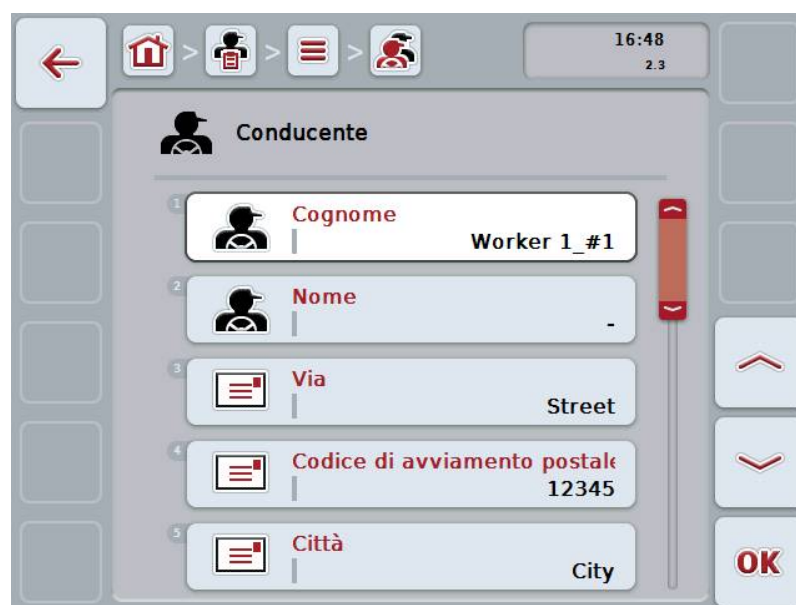 16:48
2.3
Conducente
1
Cognome
Worker 1_#1
2
Nome
-
3
Via
Street
4
Codice di avviamento postale
12345
5
Città
City
OK